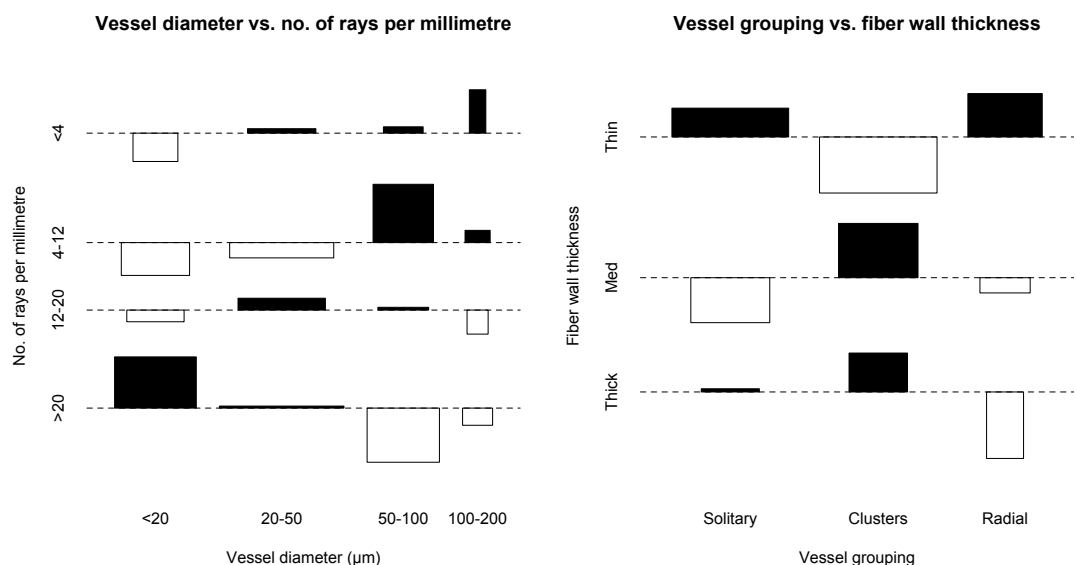 Vessel diameter vs. no. of rays per millimetre
No. of rays per millimetre
<4
4-12
12-20
>20
<20 20-50 50-100 100-200
Vessel diameter (µm)
Vessel grouping vs. fiber wall thickness
Fiber wall thickness
Thin
Med
Thick
Solitary Clusters Radial
Vessel grouping